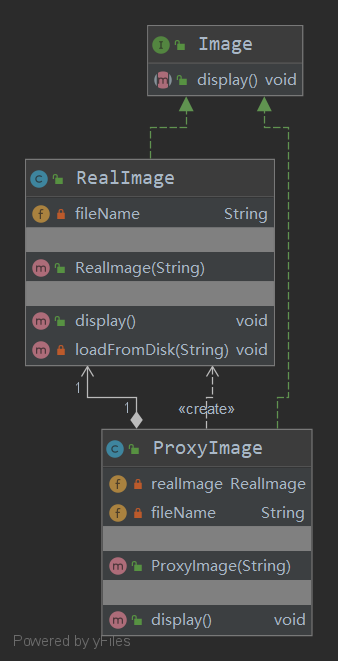 I Image
m display() void
c RealImage
f fileName String
m RealImage(String)
m display() void
m loadFromDisk(String) void
1
1
«create»
c ProxyImage
f realImage RealImage
f fileName String
m ProxyImage(String)
m display() void
Powered by yFiles